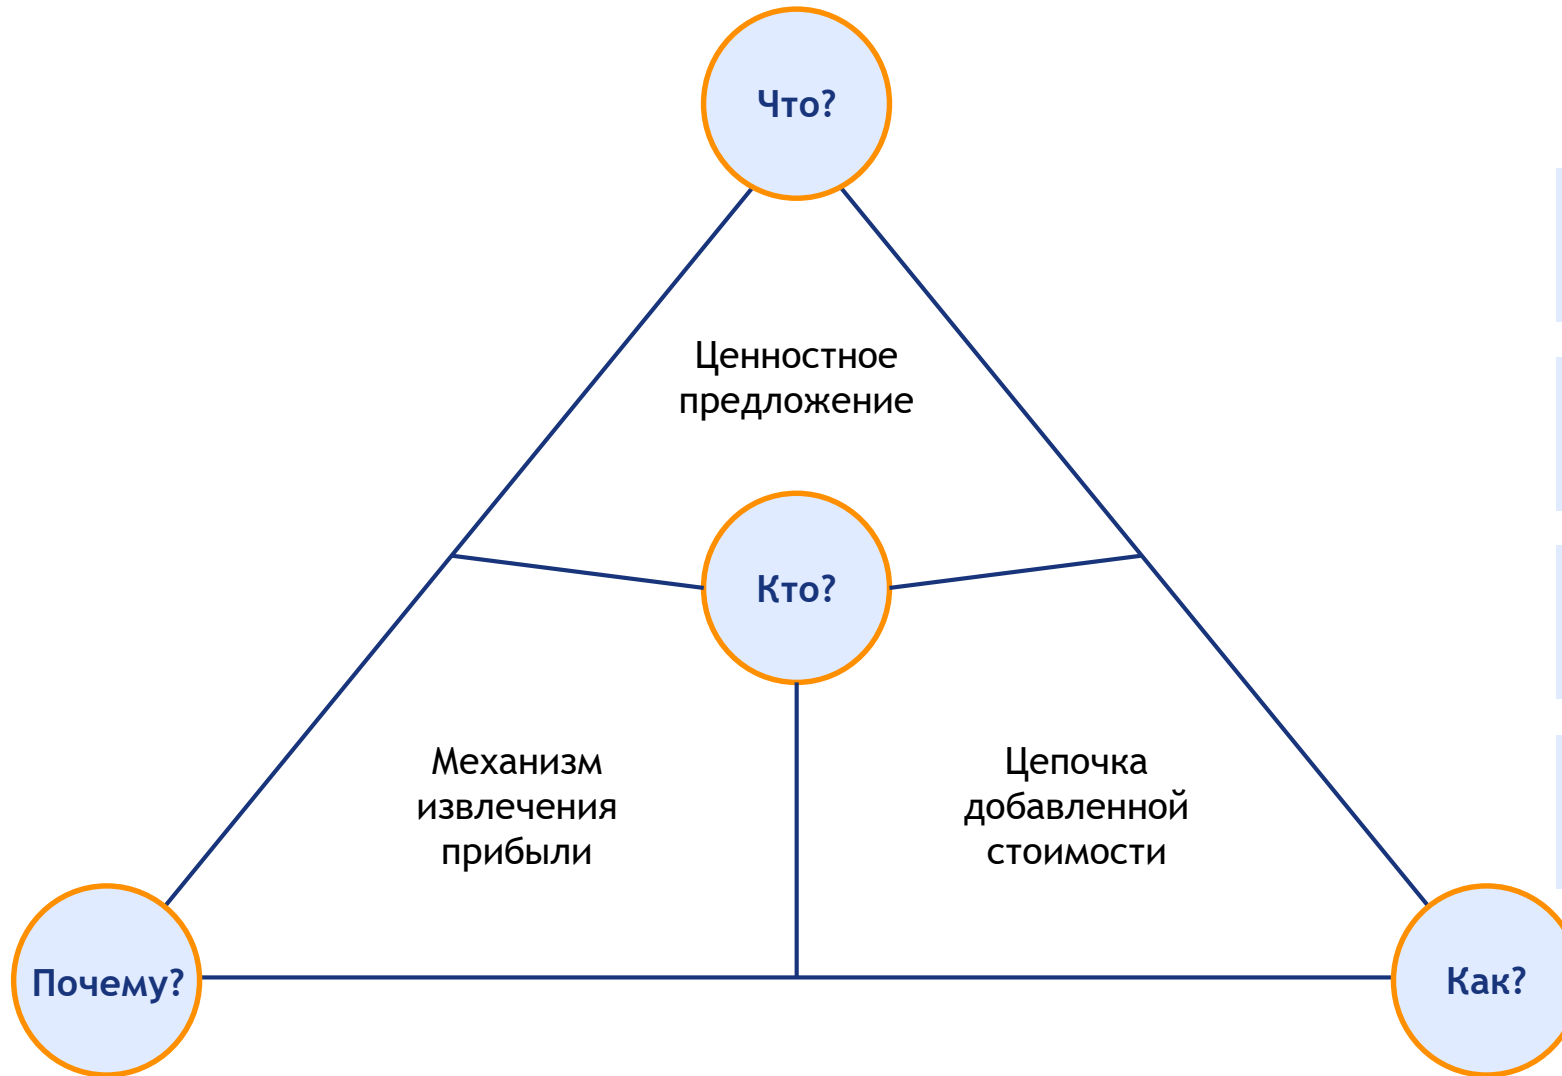 Что?
Ценностное
предложение
Кто?
Механизм
извлечения
прибыли
Цепочка
добавленной
стоимости
Почему?
Как?